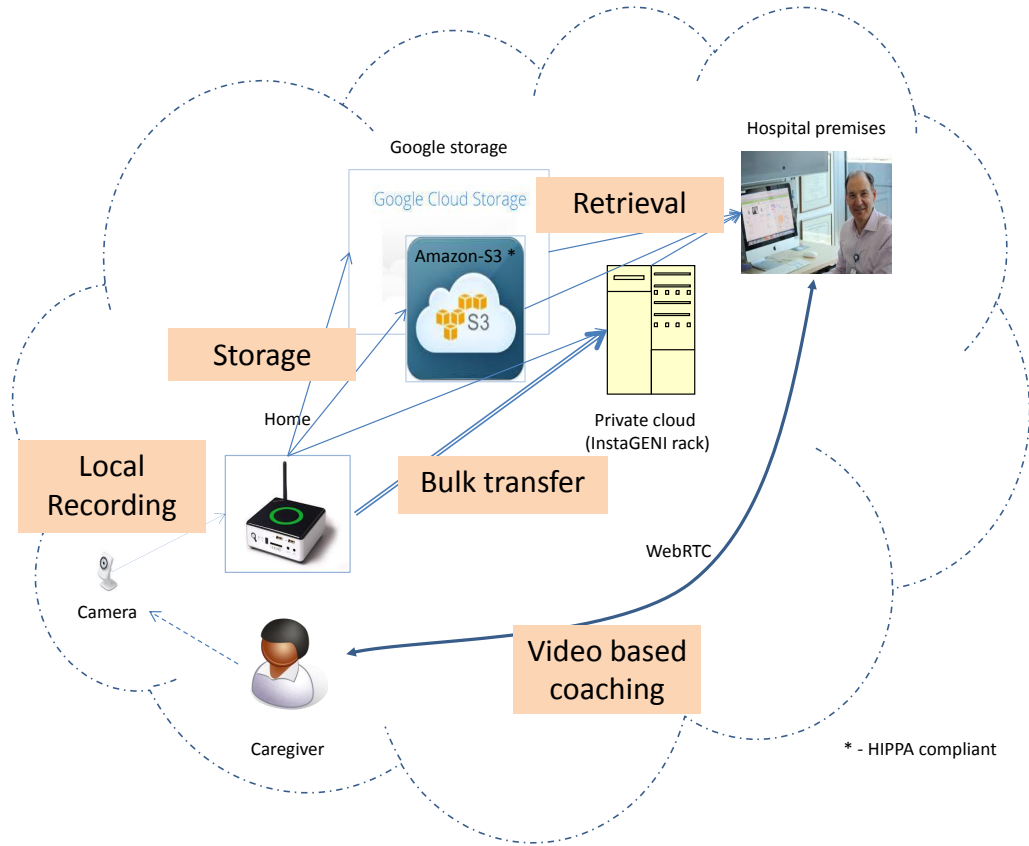 Hospital premises
Google storage
Google Cloud Storage
Retrieval
Amazon-S3 *
S3
Storage
Home
Private cloud
(InstaGENI rack)
Local
Recording
Bulk transfer
WebRTC
Camera
Video based
coaching
Caregiver
* - HIPPA compliant